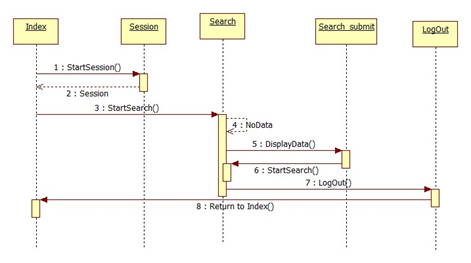 Index
Session
Search
Search_submit
LogOut
1 : StartSession()
2 : Session
3 : StartSearch()
4 : NoData
5 : DisplayData()
6 : StartSearch()
7 : LogOut()
8 : Return to Index()